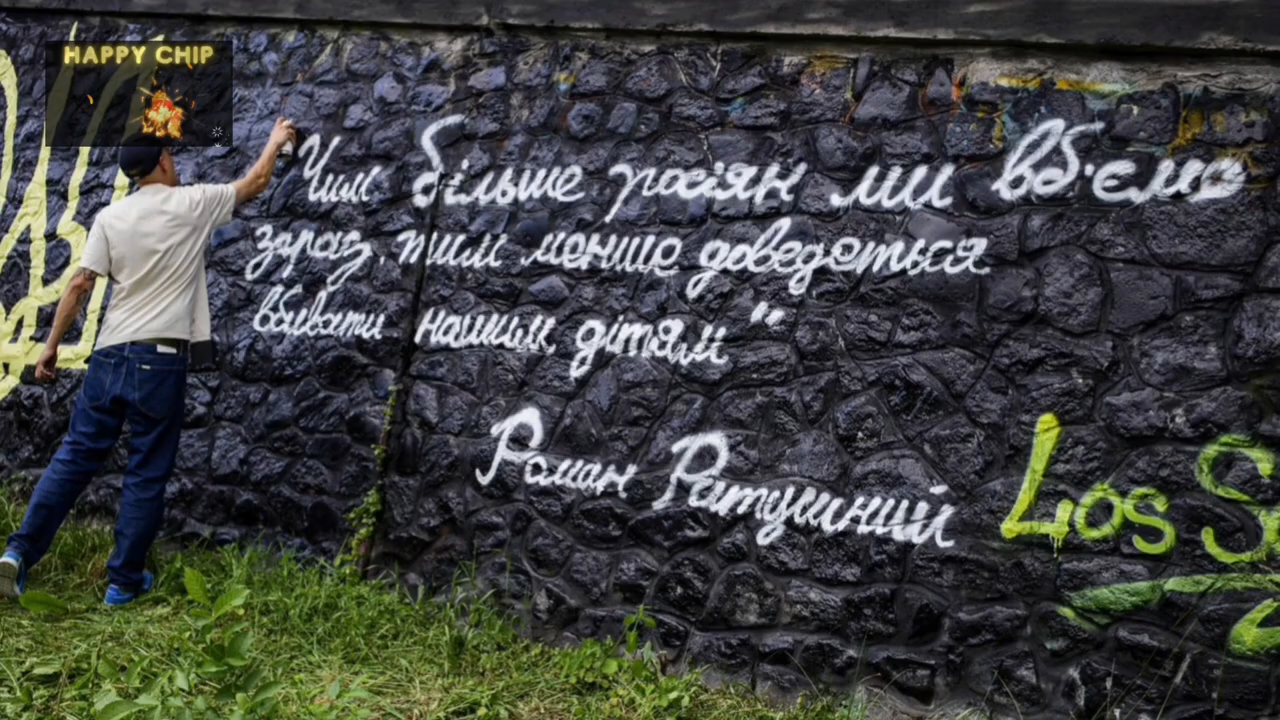 HAPPY CHIP
Чим більше росіян ми вб'ємо
зараз, тим менше доведеться
вбивати нашим дітям"
Роман Ратушний
Los